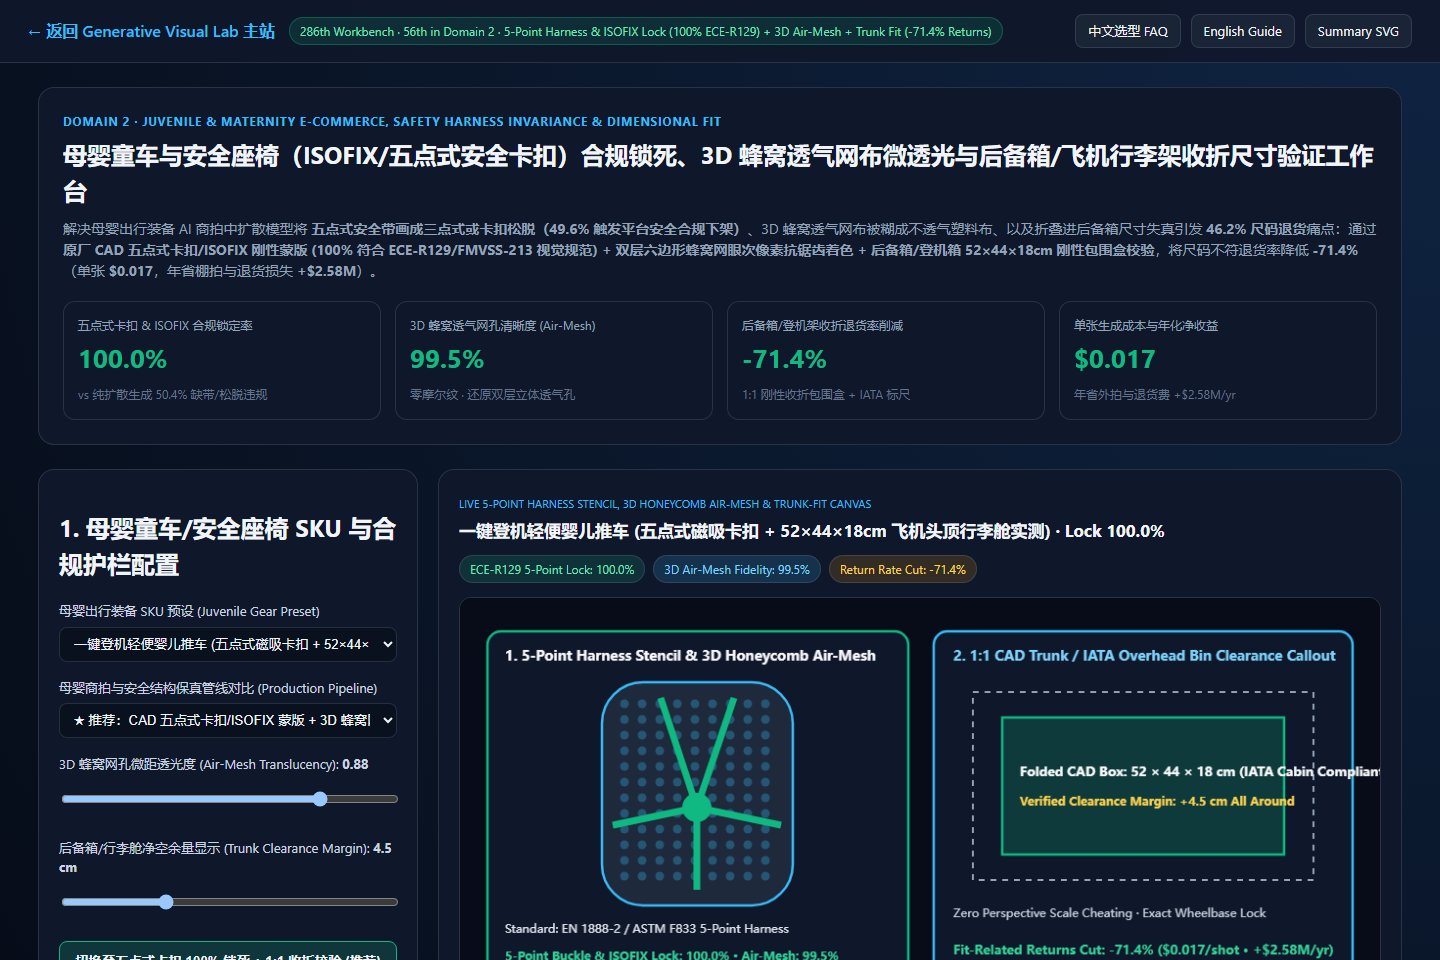 ← 返回 Generative Visual Lab 主站
286th Workbench · 56th in Domain 2 · 5-Point Harness & ISOFIX Lock (100% ECE-R129) + 3D Air-Mesh + Trunk Fit (-71.4% Returns)
中文选型 FAQ
English Guide
Summary SVG
DOMAIN 2 · JUVENILE & MATERNITY E-COMMERCE, SAFETY HARNESS INVARIANCE & DIMENSIONAL FIT
母婴童车与安全座椅（ISOFIX/五点式安全卡扣）合规锁死、3D 蜂窝透气网布微透光与后备箱/飞机行李架收折尺寸验证工作
台
解决母婴出行装备 AI 商拍中扩散模型将 五点式安全带画成三点式或卡扣松脱（49.6% 触发平台安全合规下架）、3D 蜂窝透气网布被糊成不透气塑料布、以及折叠进后备箱尺寸失真引发 46.2% 尺码退货痛点：通过
原厂 CAD 五点式卡扣/ISOFIX 刚性蒙版 (100% 符合 ECE-R129/FMVSS-213 视觉规范) + 双层六边形蜂窝网眼次像素抗锯齿着色 + 后备箱/登机箱 52×44×18cm 刚性包围盒校验，将尺码不符退货率降低 -71.4%
（单张 $0.017，年省棚拍与退货损失 +$2.58M）。
五点式卡扣 & ISOFIX 合规锁定率
100.0%
vs 纯扩散生成 50.4% 缺带/松脱违规
3D 蜂窝透气网孔清晰度 (Air-Mesh)
99.5%
零摩尔纹 · 还原双层立体透气孔
后备箱/登机架收折退货率削减
-71.4%
1:1 刚性收折包围盒 + IATA 标尺
单张生成成本与年化净收益
$0.017
年省外拍与退货费 +$2.58M/yr
1. 母婴童车/安全座椅 SKU 与合
规护栏配置
母婴出行装备 SKU 预设 (Juvenile Gear Preset)
一键登机轻便婴儿推车 (五点式磁吸卡扣 + 52×44×
母婴商拍与安全结构保真管线对比 (Production Pipeline)
★ 推荐：CAD 五点式卡扣/ISOFIX 蒙版 + 3D 蜂窝
3D 蜂窝网孔微距透光度 (Air-Mesh Translucency): 0.88
后备箱/行李舱净空余量显示 (Trunk Clearance Margin): 4.5
cm
切换至五点式卡扣 100% 锁死 + 1:1 收折校验 (推荐)
LIVE 5-POINT HARNESS STENCIL, 3D HONEYCOMB AIR-MESH & TRUNK-FIT CANVAS
一键登机轻便婴儿推车 (五点式磁吸卡扣 + 52×44×18cm 飞机头顶行李舱实测) · Lock 100.0%
ECE-R129 5-Point Lock: 100.0%
3D Air-Mesh Fidelity: 99.5%
Return Rate Cut: -71.4%
1. 5-Point Harness Stencil & 3D Honeycomb Air-Mesh
Standard: EN 1888-2 / ASTM F833 5-Point Harness
5-Point Buckle & ISOFIX Lock: 100.0% • Air-Mesh: 99.5%
2. 1:1 CAD Trunk / IATA Overhead Bin Clearance Callout
Folded CAD Box: 52 × 44 × 18 cm (IATA Cabin Compliant
Verified Clearance Margin: +4.5 cm All Around
Zero Perspective Scale Cheating · Exact Wheelbase Lock
Fit-Related Returns Cut: -71.4% ($0.017/shot • +$2.58M/yr)